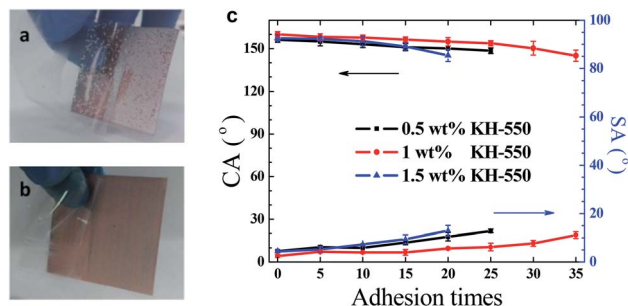 a
b
c
CA (°)
180
150
120
90
60
30
0
0.5 wt% KH-550
1 wt% KH-550
1.5 wt% KH-550
100
80
60
40
20
0
SA (°)
0 5 10 15 20 25 30 35
Adhesion times